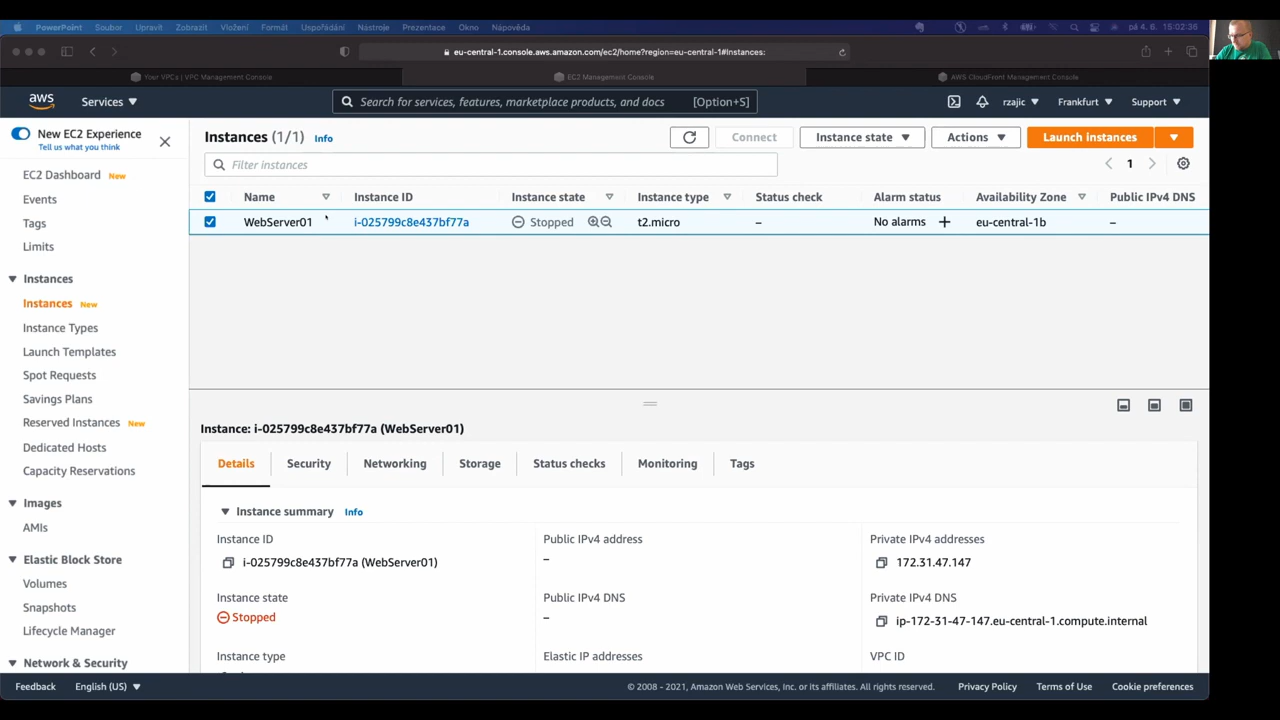 PowerPoint Soubor Upravit Zobrazit Vložení Formát Uspořádání Nástroje Prezentace Okno Nápověda pá 4. 6. 15:02:36
eu-central-1.console.aws.amazon.com/ec2/home?region=eu-central-1#Instances:
Your VPCs | VPC Management Console EC2 Management Console AWS CloudFront Management Console
aws Services Search for services, features, marketplace products, and docs [Option+S] rzajic Frankfurt Support
New EC2 Experience
Tell us what you think
Instances (1/1) Info Connect Instance state Actions Launch instances
Filter instances 1
EC2 Dashboard New
Events
Tags
Limits
Instances
Instances New
Instance Types
Launch Templates
Spot Requests
Savings Plans
Reserved Instances New
Dedicated Hosts
Capacity Reservations
Images
AMIs
Elastic Block Store
Volumes
Snapshots
Lifecycle Manager
Network & Security
Name Instance ID Instance state Instance type Status check Alarm status Availability Zone Public IPv4 DNS
WebServer01 i-025799c8e437bf77a Stopped t2.micro – No alarms + eu-central-1b –
Instance: i-025799c8e437bf77a (WebServer01)
Details Security Networking Storage Status checks Monitoring Tags
Instance summary Info
Instance ID Public IPv4 address Private IPv4 addresses
i-025799c8e437bf77a (WebServer01) – 172.31.47.147
Instance state Public IPv4 DNS Private IPv4 DNS
Stopped – ip-172-31-47-147.eu-central-1.compute.internal
Instance type Elastic IP addresses VPC ID
Feedback English (US) © 2008 - 2021, Amazon Web Services, Inc. or its affiliates. All rights reserved. Privacy Policy Terms of Use Cookie preferences